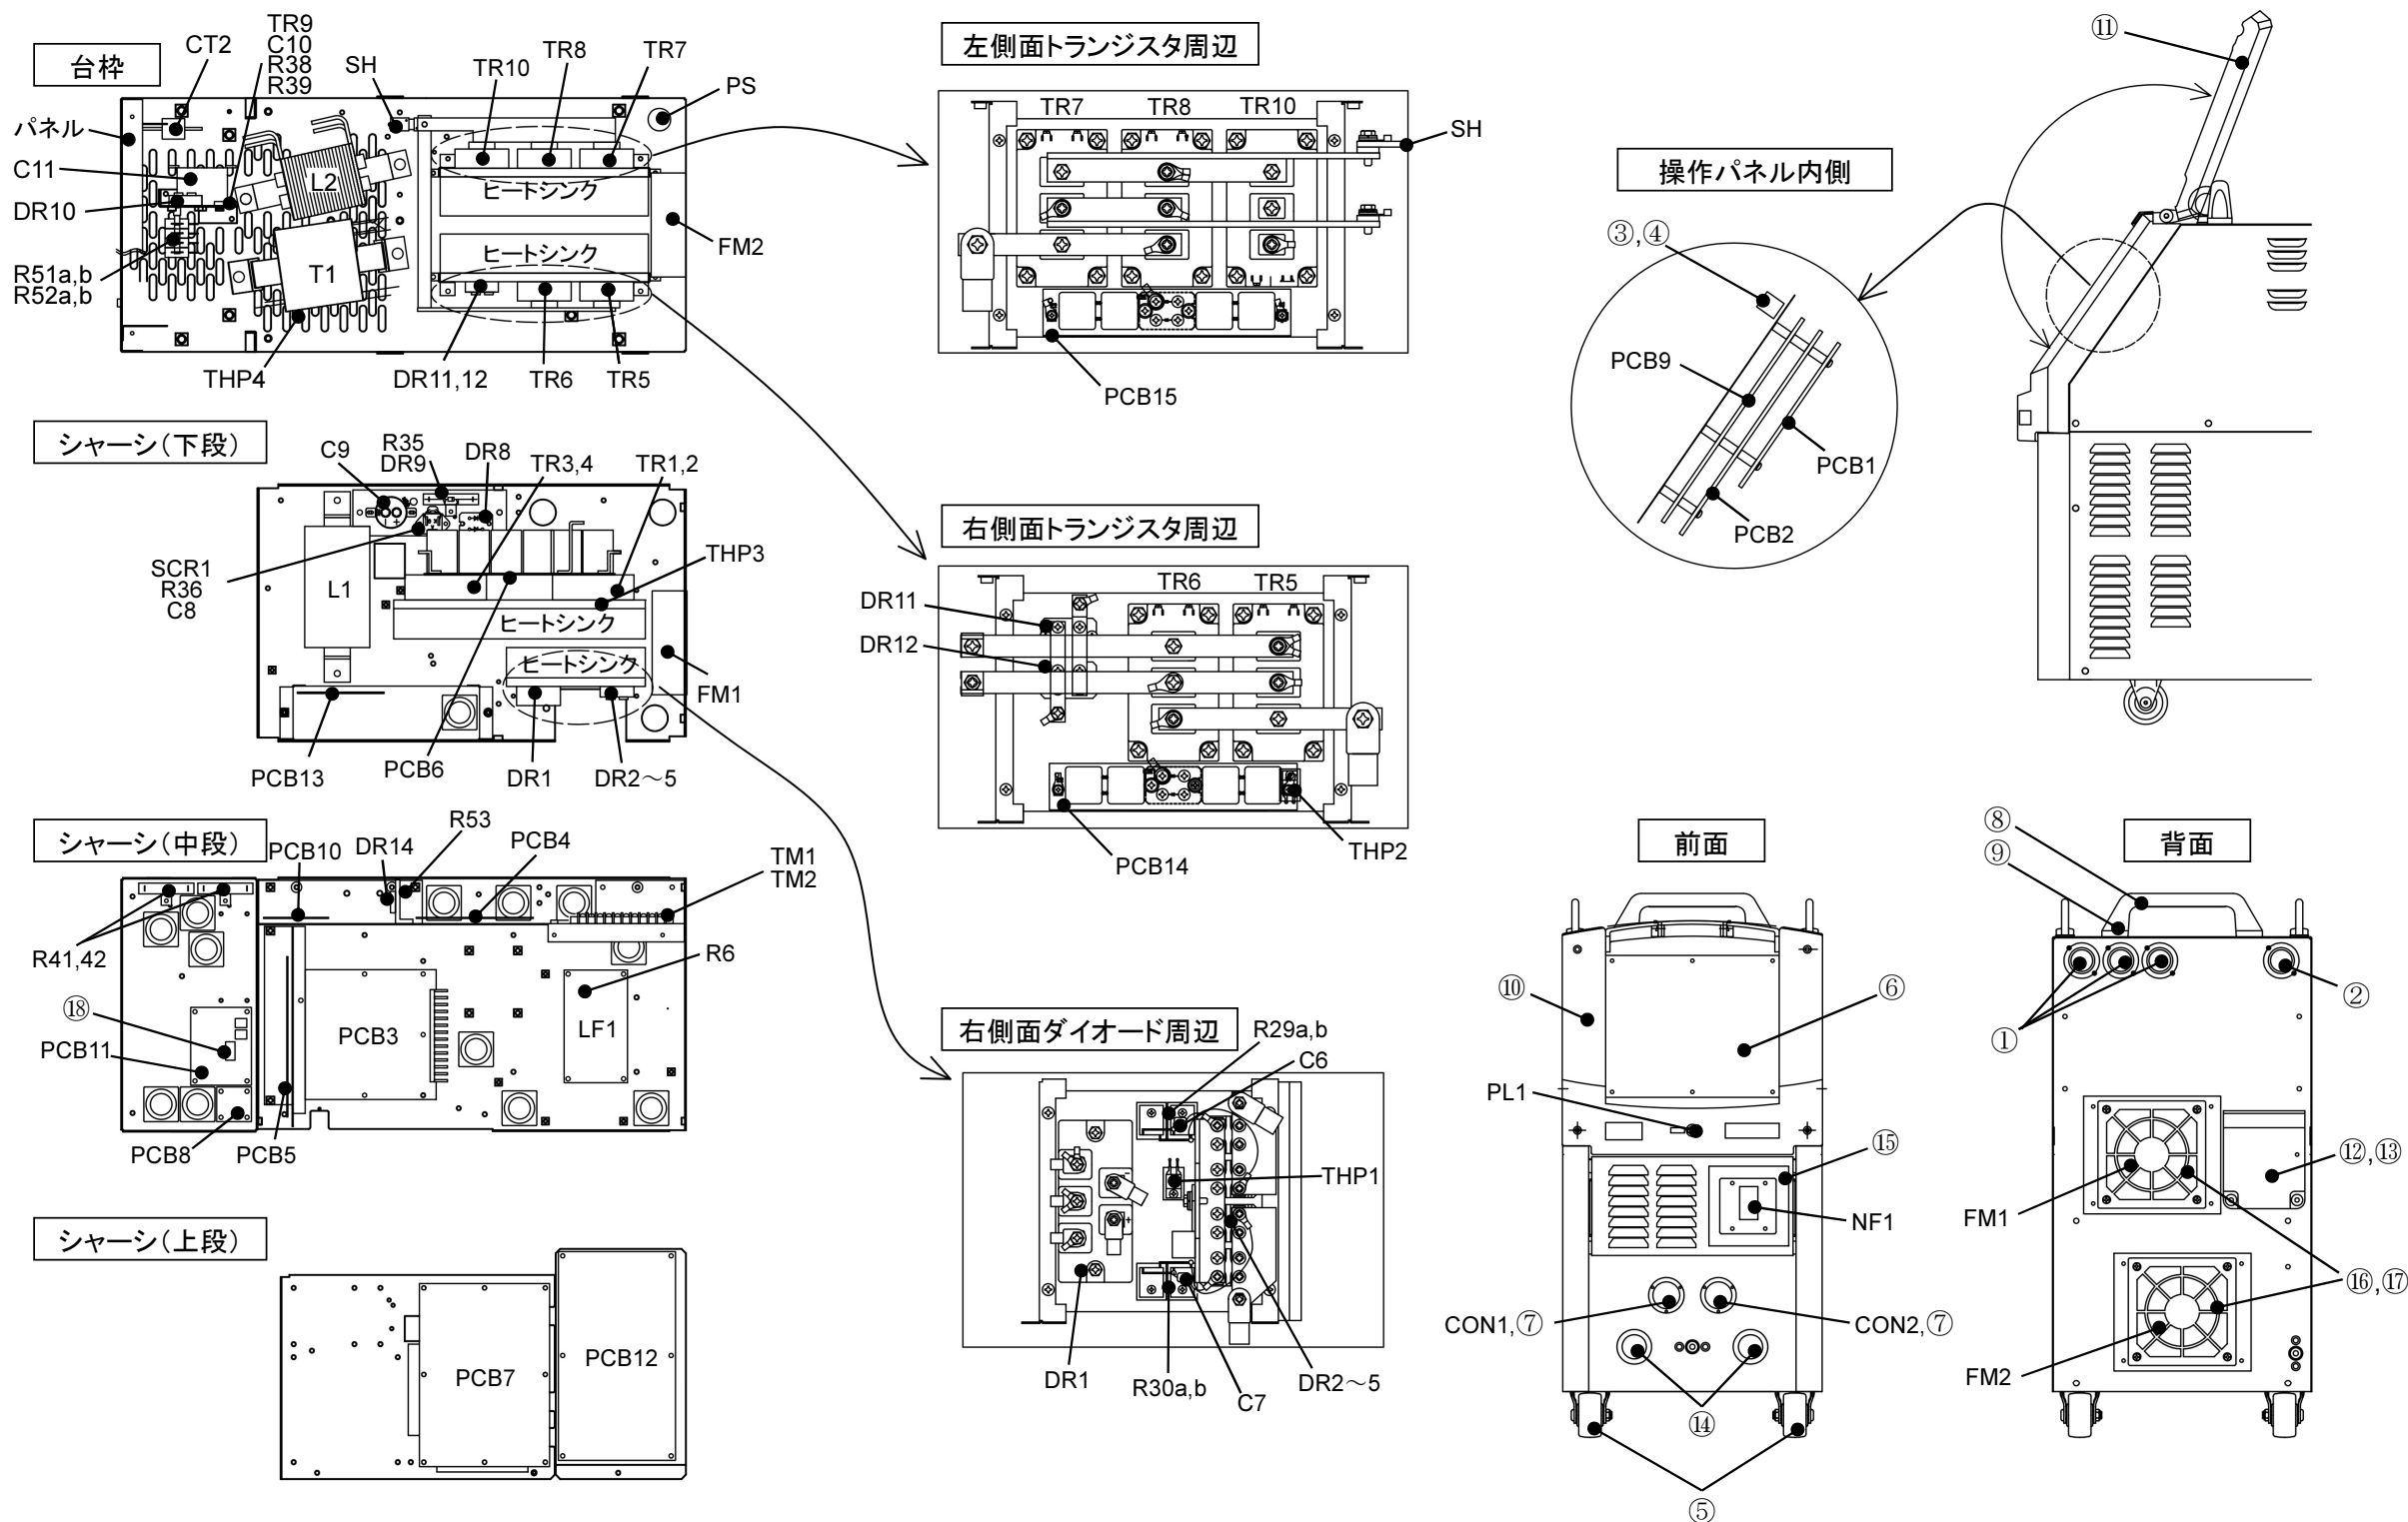 台枠
TR9
C10
R38
R39
CT2
SH
TR10
TR8
TR7
PS
パネル
C11
DR10
R51a,b
R52a,b
L2
T1
ヒートシンク
ヒートシンク
FM2
THP4
DR11,12
TR6
TR5
シャーシ(下段)
C9
R35
DR9
DR8
TR3,4
TR1,2
THP3
SCR1
R36
C8
L1
ヒートシンク
ヒートシンク
FM1
PCB13
PCB6
DR1
DR2～5
シャーシ(中段)
PCB10
DR14
R53
PCB4
TM1
TM2
R41,42
R6
⑱
PCB11
PCB3
LF1
PCB8
PCB5
シャーシ(上段)
PCB7
PCB12
左側面トランジスタ周辺
TR7
TR8
TR10
SH
PCB15
右側面トランジスタ周辺
TR6
TR5
DR11
DR12
PCB14
THP2
右側面ダイオード周辺
R29a,b
C6
THP1
－
＋
DR1
R30a,b
C7
DR2～5
操作パネル内側
③,④
PCB9
PCB1
PCB2
⑪
前面
⑩
⑥
PL1
⑮
NF1
CON1,⑦
CON2,⑦
⑭
⑤
背面
⑧
⑨
①
②
⑫,⑬
FM1
⑯,⑰
FM2